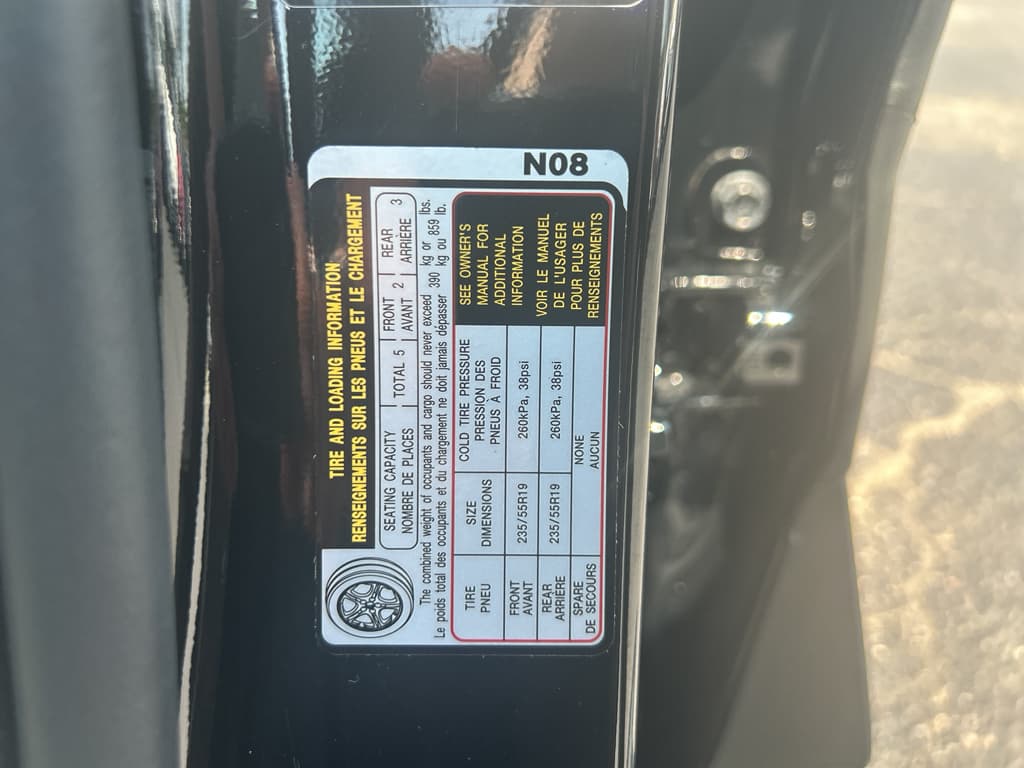 N08
TIRE AND LOADING INFORMATION
RENSEIGNEMENTS SUR LES PNEUS ET LE CHARGEMENT
SEATING CAPACITY TOTAL 5 FRONT 2 REAR 3
NOMBRE DE PLACES AVANT ARRIÈRE
The combined weight of occupants and cargo should never exceed 390 kg or 859 lbs.
Le poids total des occupants et du chargement ne doit jamais dépasser 390 kg ou 859 lb.
TIRE SIZE COLD TIRE PRESSURE
PNEU DIMENSIONS PRESSION DES
PNEUS À FROID
FRONT 235/55R19 260kPa, 38psi
AVANT
REAR 235/55R19 260kPa, 38psi
ARRIERE
SPARE NONE
DE SECOURS AUCUN
SEE OWNER'S
MANUAL FOR
ADDITIONAL
INFORMATION
VOIR LE MANUEL
DE L'USAGER
POUR PLUS DE
RENSEIGNEMENTS